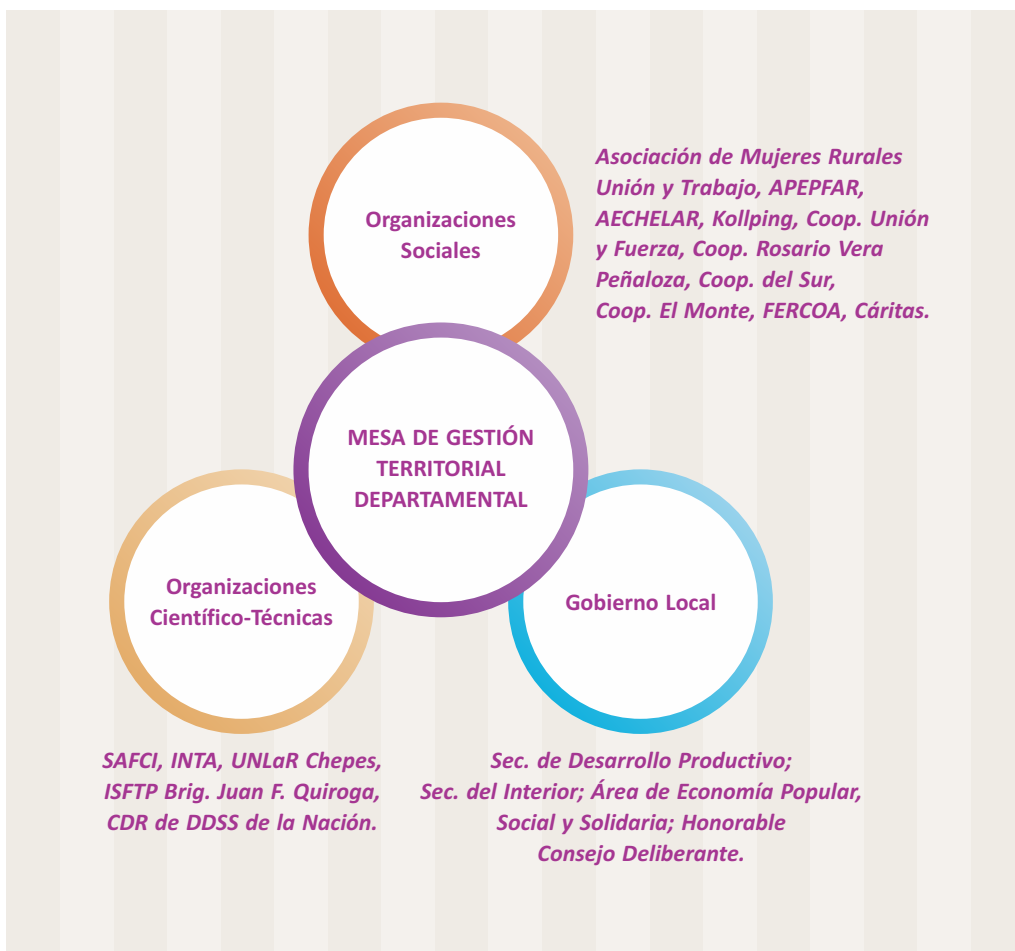 Organizaciones
Sociales
Asociación de Mujeres Rurales
Unión y Trabajo, APEPFAR,
AECHELAR, Kollping, Coop. Unión
y Fuerza, Coop. Rosario Vera
Peñaloza, Coop. del Sur,
Coop. El Monte, FERCOA, Cáritas.
MESA DE GESTIÓN
TERRITORIAL
DEPARTAMENTAL
Organizaciones
Científico-Técnicas
Gobierno Local
SAFCI, INTA, UNLaR Chepes,
ISFTP Brig. Juan F. Quiroga,
CDR de DDSS de la Nación.
Sec. de Desarrollo Productivo;
Sec. del Interior; Área de Economía Popular,
Social y Solidaria; Honorable
Consejo Deliberante.